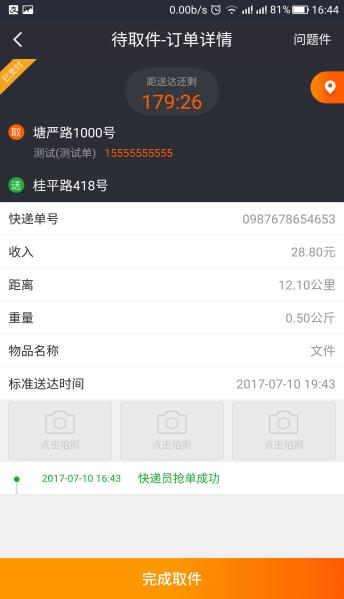 0.00b/s 81% 16:44
待取件-订单详情 问题件
已支付
距送达还剩
179:26
取 塘严路1000号
测试(测试单) 15555555555
送 桂平路418号
快递单号 0987678654653
收入 28.80元
距离 12.10公里
重量 0.50公斤
物品名称 文件
标准送达时间 2017-07-10 19:43
点击拍照 点击拍照 点击拍照
2017-07-10 16:43 快递员抢单成功
完成取件